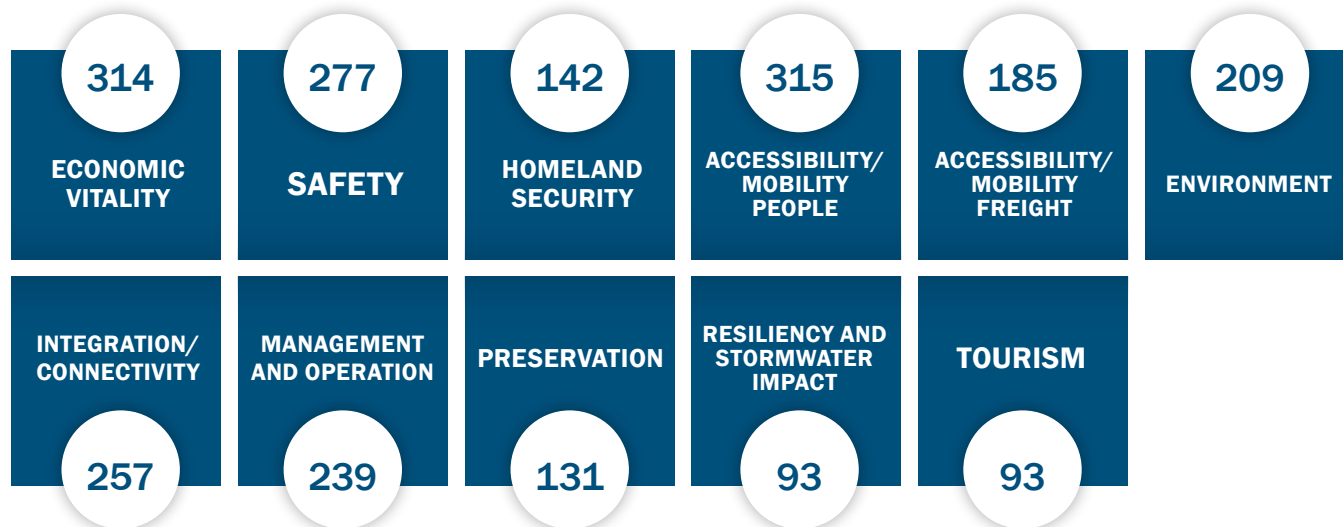 314
277
142
315
185
209
ECONOMIC
VITALITY
SAFETY
HOMELAND
SECURITY
ACCESSIBILITY/
MOBILITY
PEOPLE
ACCESSIBILITY/
MOBILITY
FREIGHT
ENVIRONMENT
INTEGRATION/
CONNECTIVITY
MANAGEMENT
AND OPERATION
PRESERVATION
RESILIENCY AND
STORMWATER
IMPACT
TOURISM
257
239
131
93
93